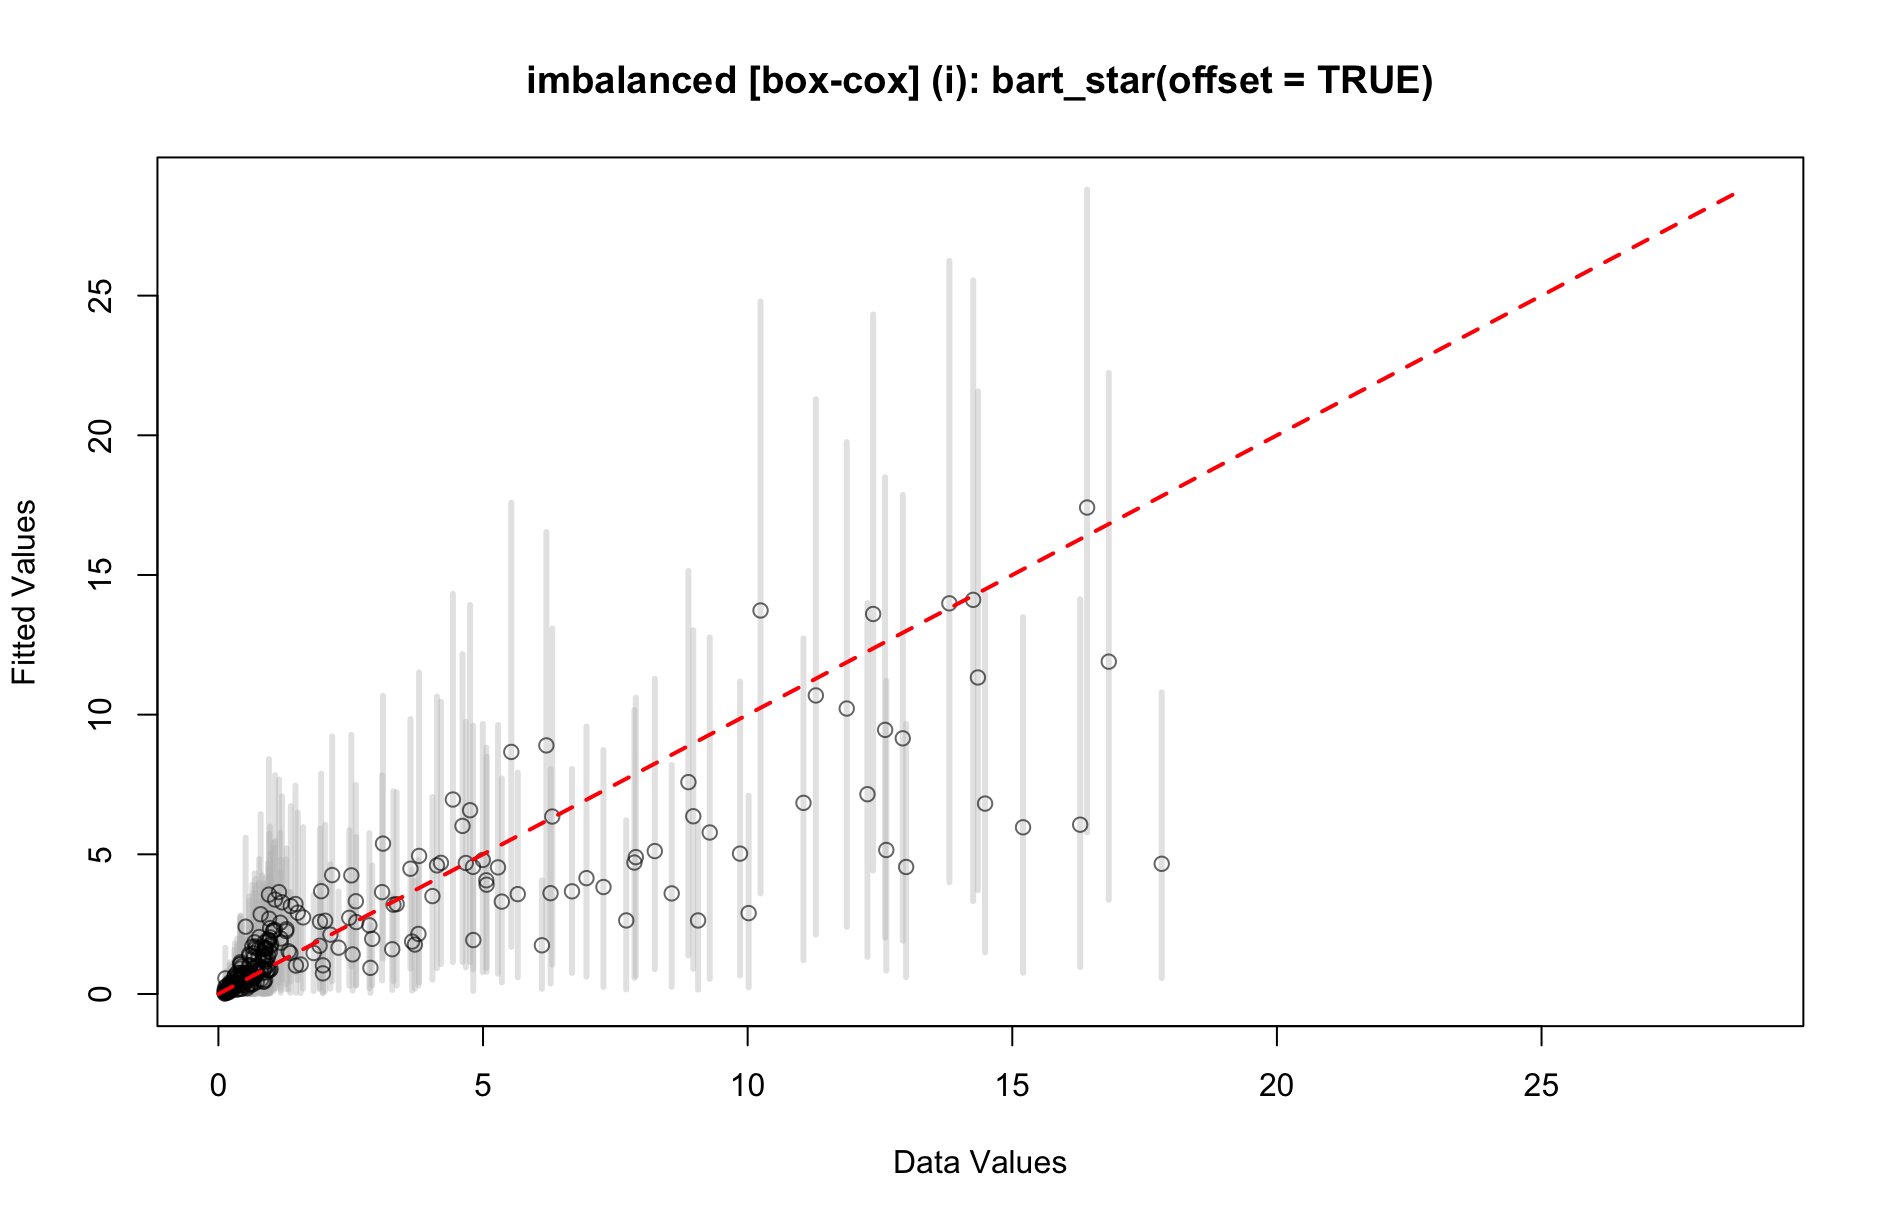 imbalanced [box-cox] (i): bart_star(offset = TRUE)
Fitted Values
25
20
15
10
5
0
0 5 10 15 20 25
Data Values